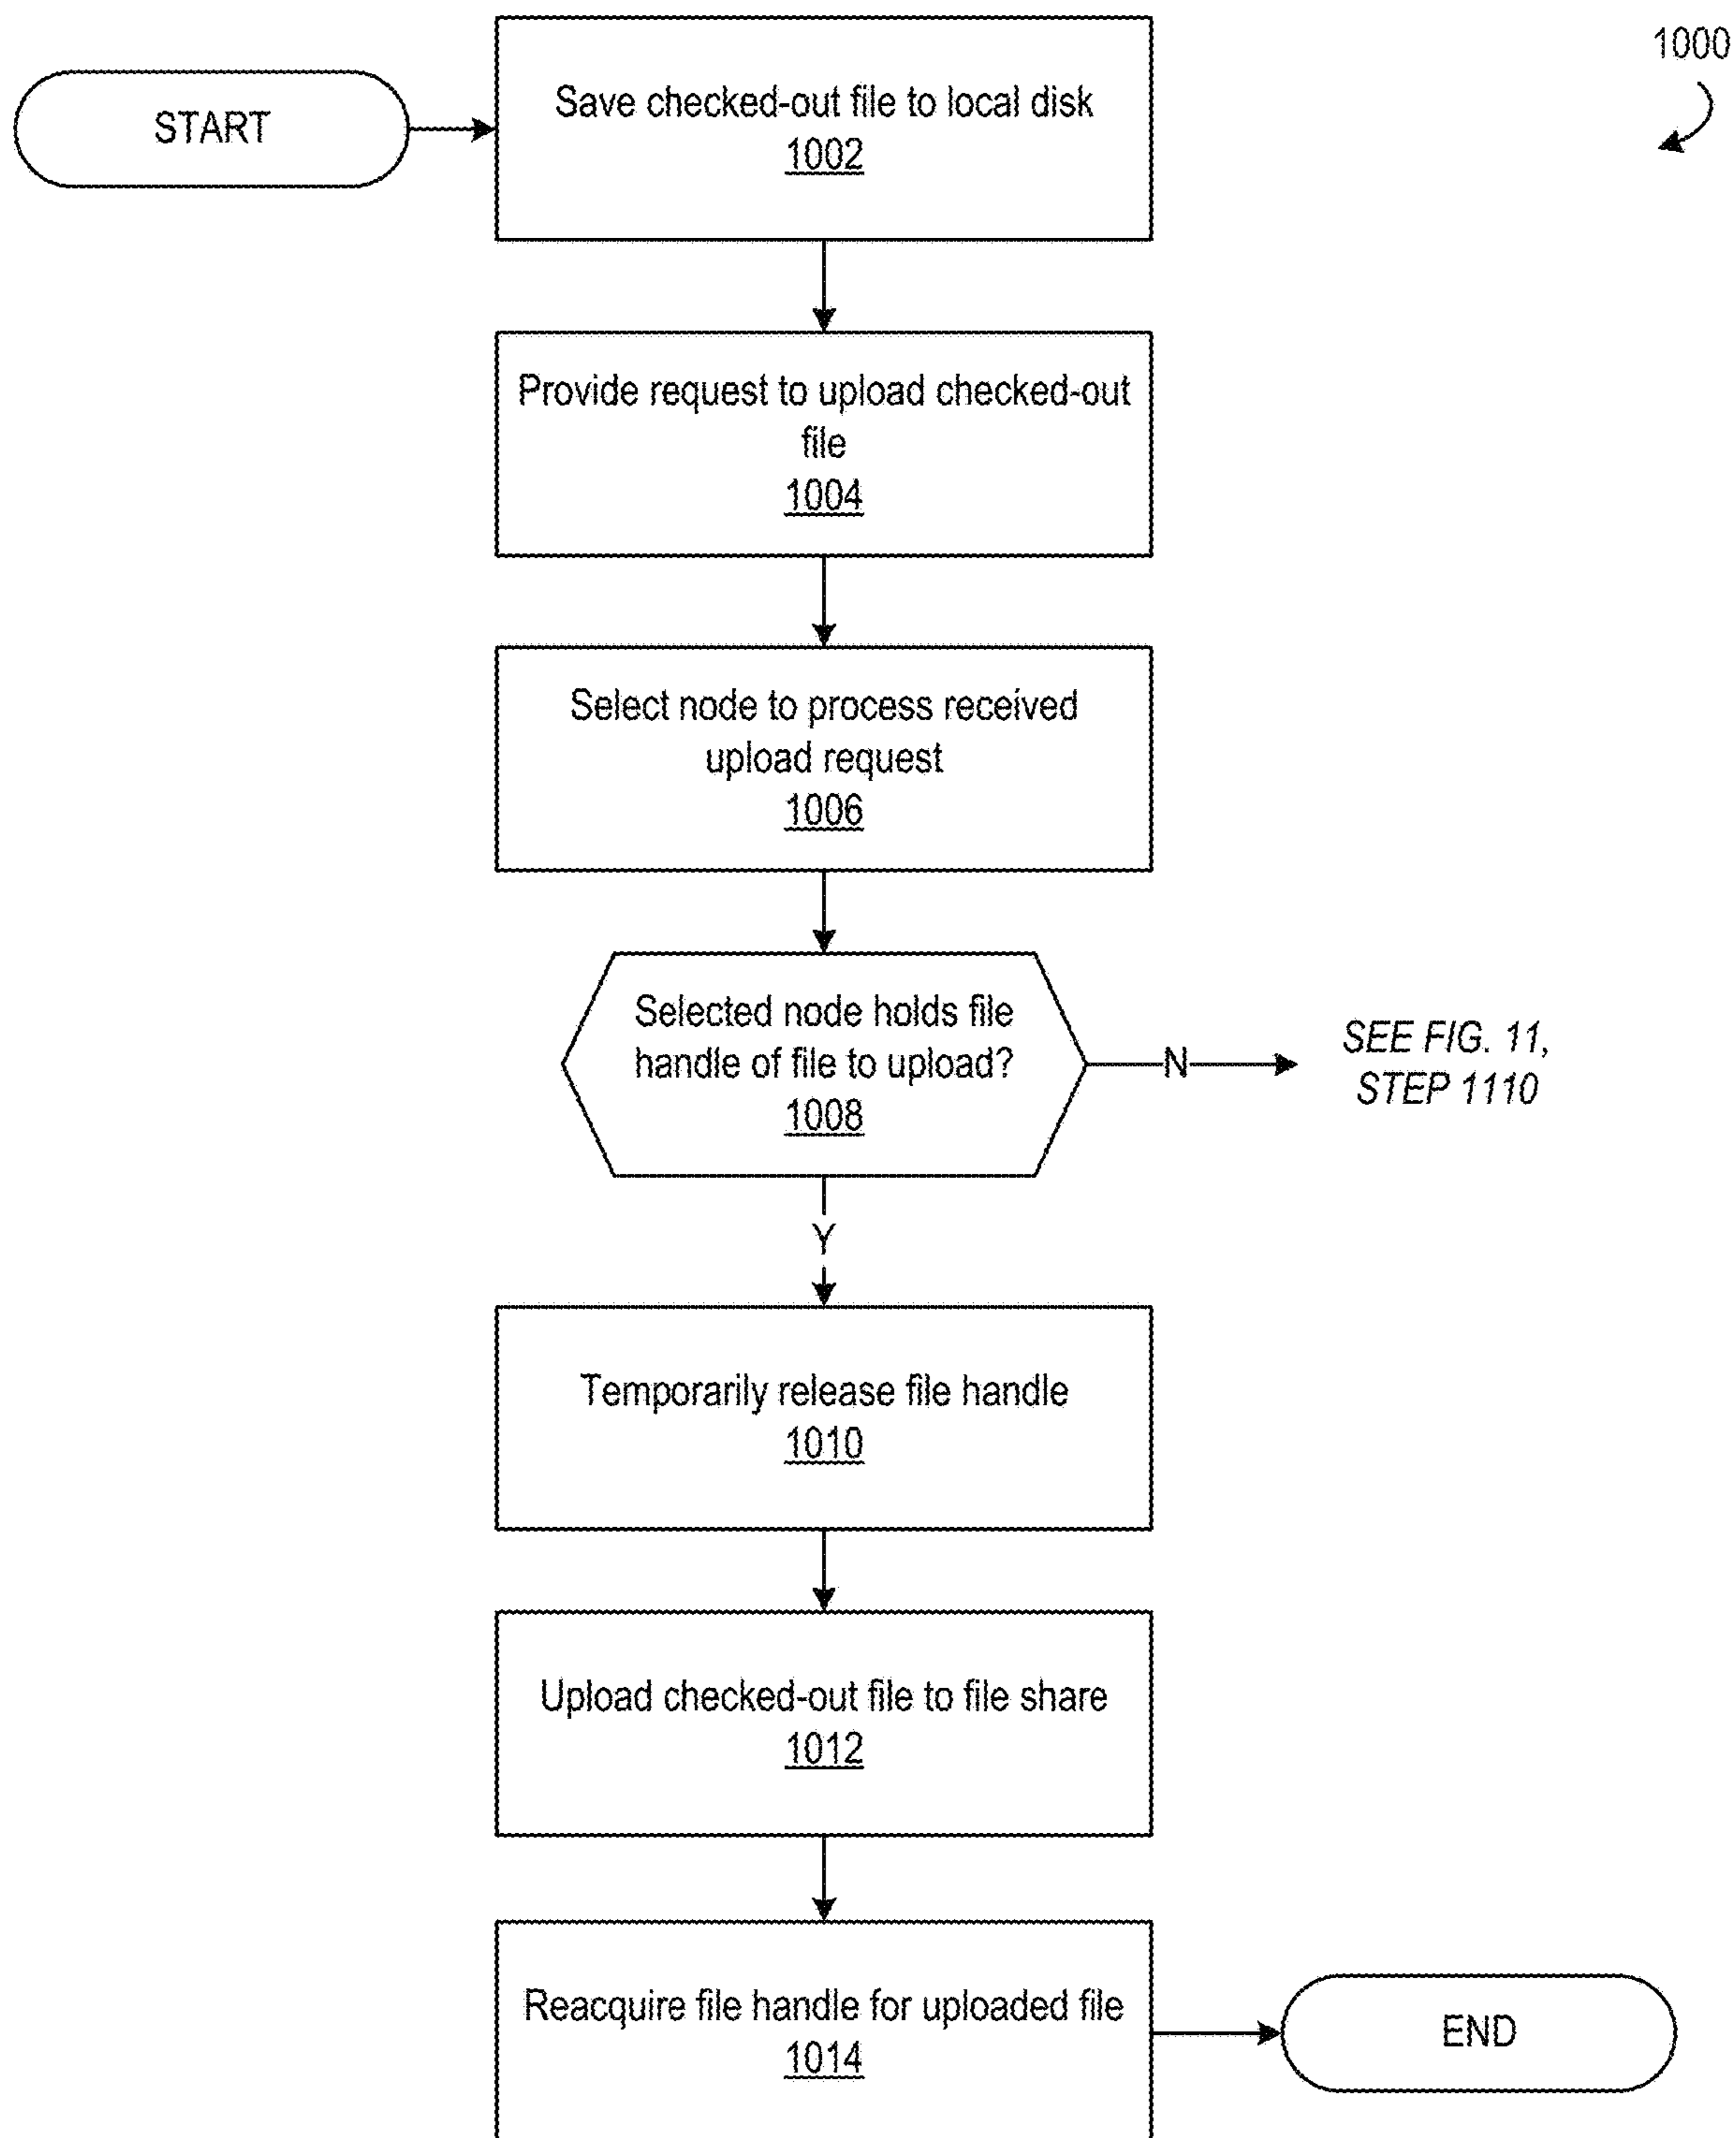 1000
START
Save checked-out file to local disk
1002
Provide request to upload checked-out
file
1004
Select node to process received
upload request
1006
Selected node holds file
handle of file to upload?
1008
N
SEE FIG. 11,
STEP 1110
Y
Temporarily release file handle
1010
Upload checked-out file to file share
1012
Reacquire file handle for uploaded file
1014
END